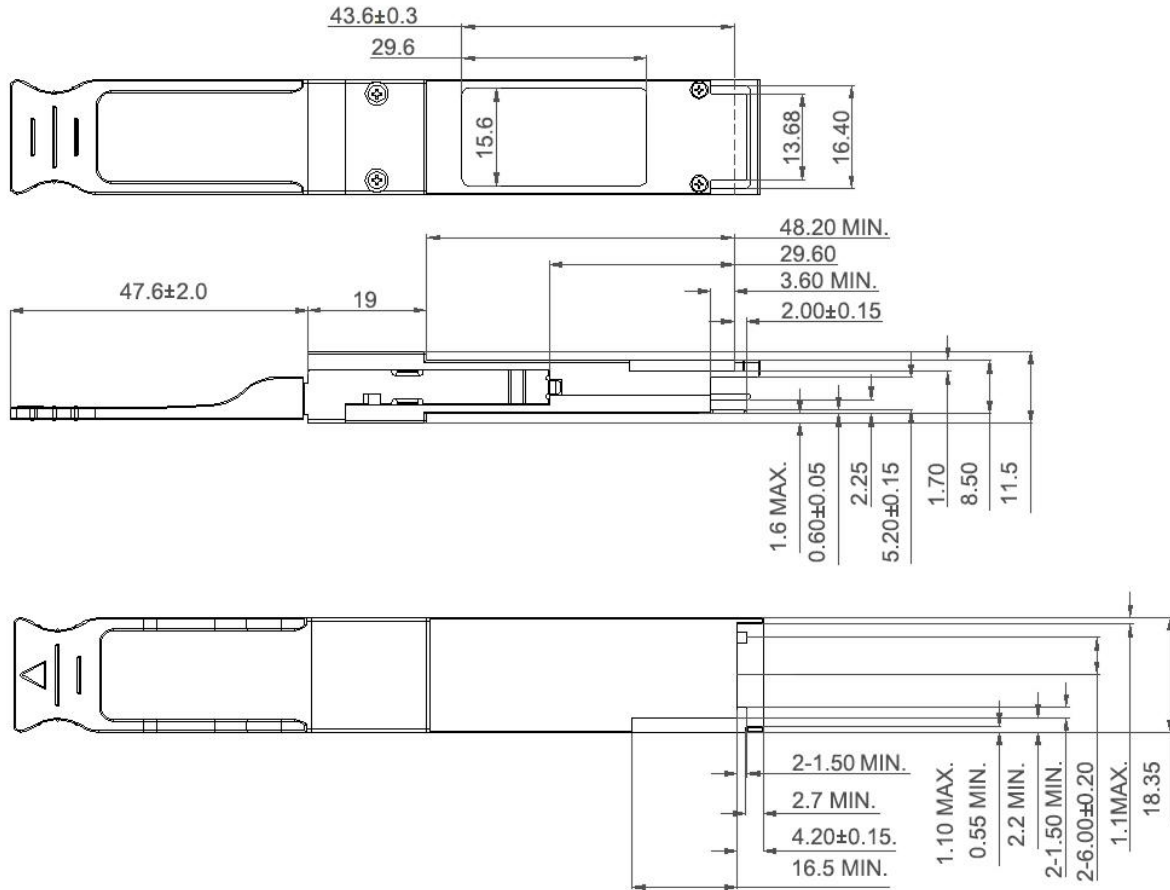 43.6±0.3
29.6
15.6
13.68
16.40
48.20 MIN.
29.60
3.60 MIN.
2.00±0.15
47.6±2.0
19
1.6 MAX.
0.60±0.05
2.25
5.20±0.15
1.70
8.50
11.5
2-1.50 MIN.
2.7 MIN.
4.20±0.15.
16.5 MIN.
1.10 MAX.
0.55 MIN.
2.2 MIN.
2-1.50 MIN.
2-6.00±0.20
1.1MAX.
18.35